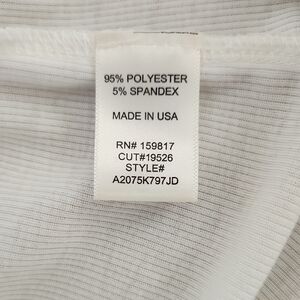 95% POLYESTER
5% SPANDEX
MADE IN USA
RN# 159817
CUT#19526
STYLE#
A2075K797JD